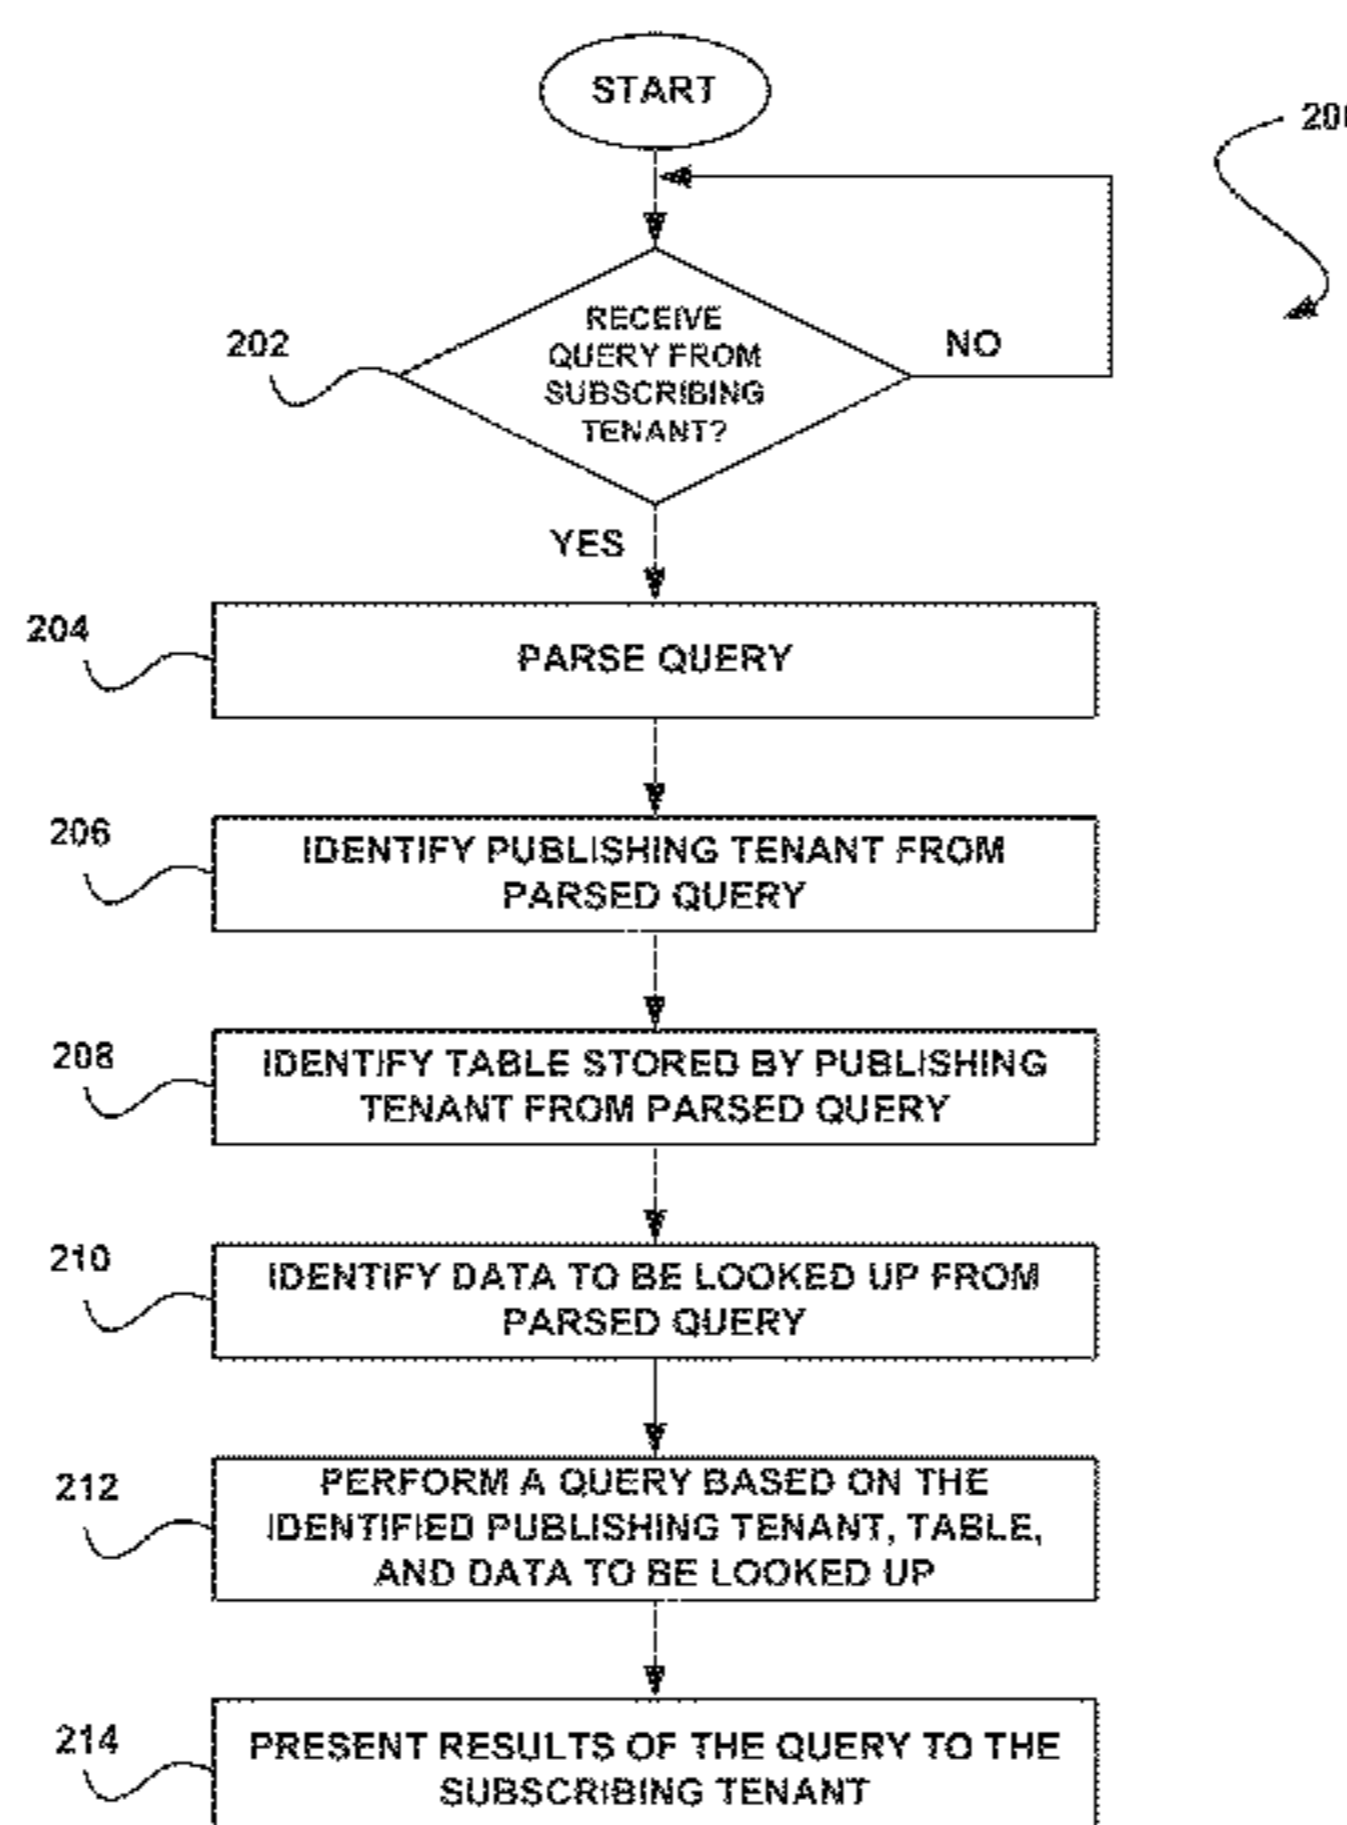 START
200
RECEIVE
QUERY FROM
SUBSCRIBING
TENANT?
202
NO
YES
204
PARSE QUERY
206
IDENTIFY PUBLISHING TENANT FROM
PARSED QUERY
208
IDENTIFY TABLE STORED BY PUBLISHING
TENANT FROM PARSED QUERY
210
IDENTIFY DATA TO BE LOOKED UP FROM
PARSED QUERY
212
PERFORM A QUERY BASED ON THE
IDENTIFIED PUBLISHING TENANT, TABLE,
AND DATA TO BE LOOKED UP
214
PRESENT RESULTS OF THE QUERY TO THE
SUBSCRIBING TENANT